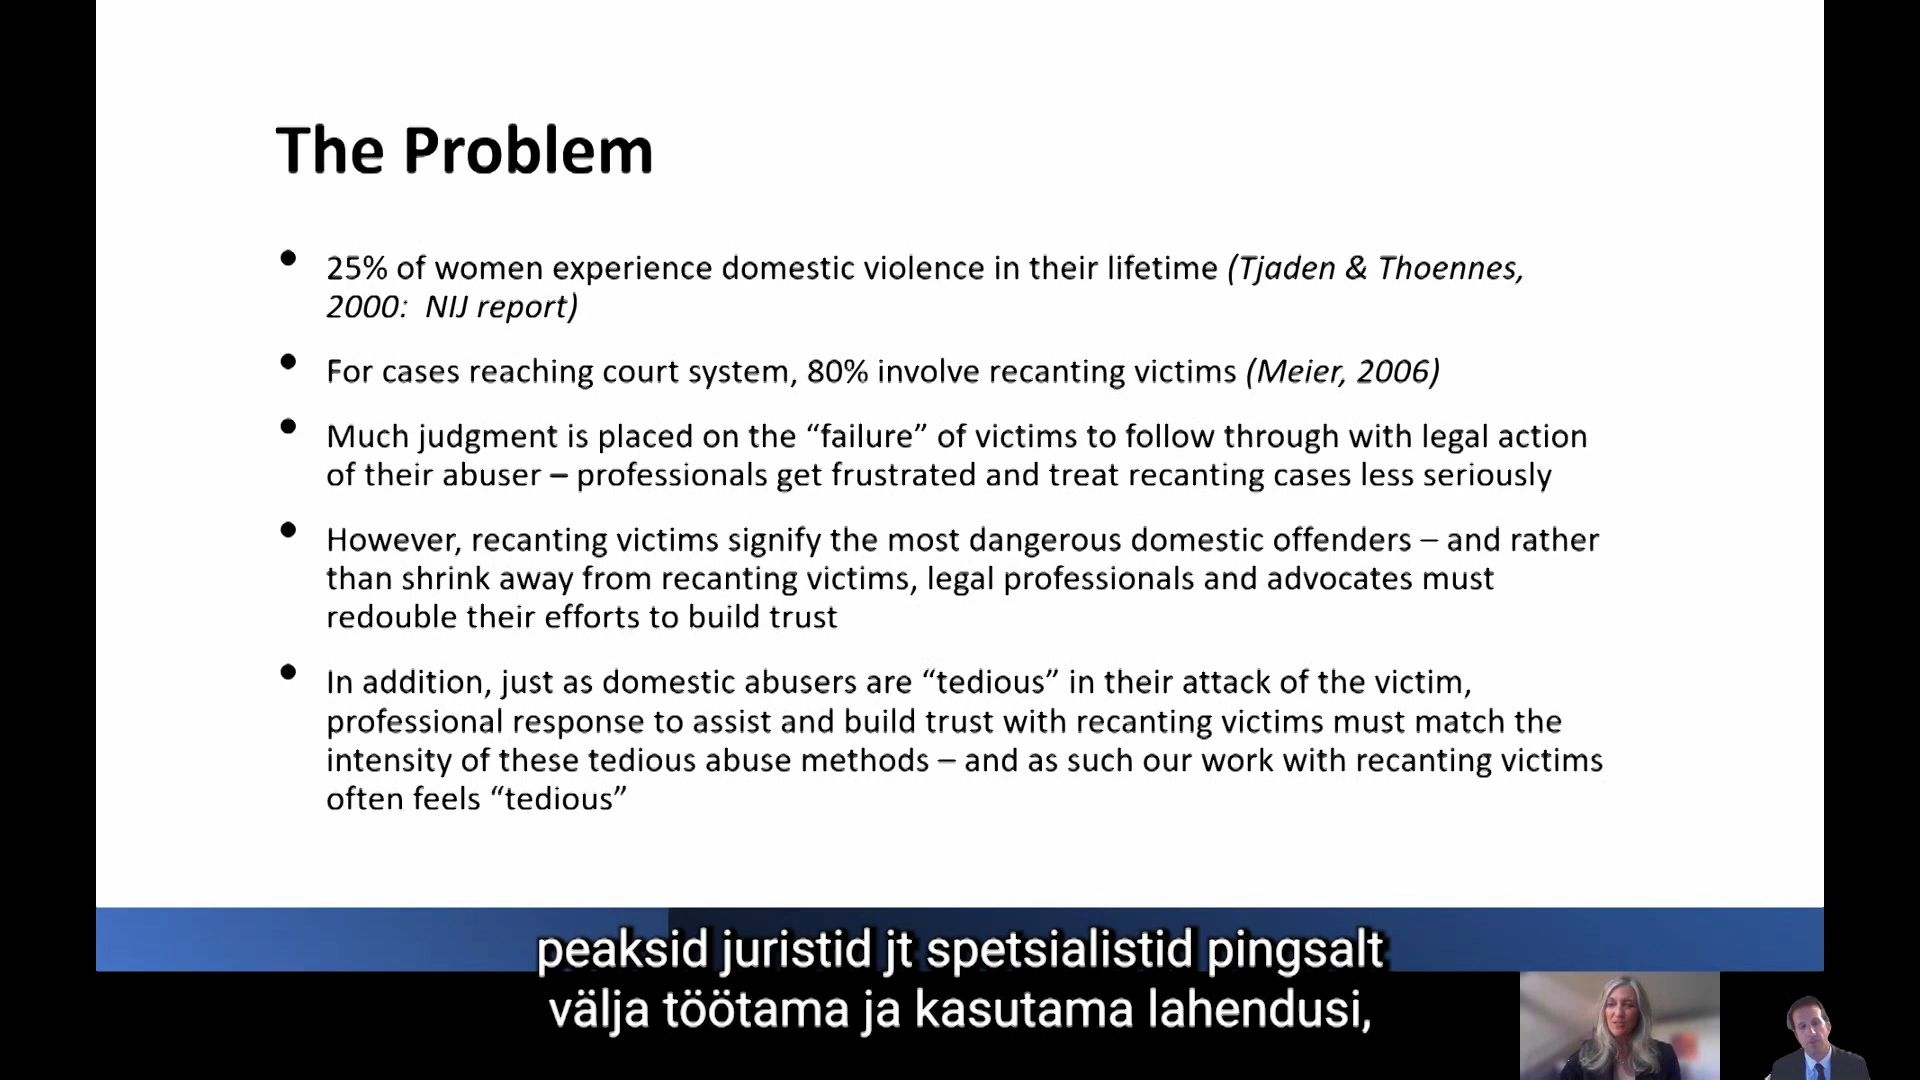 The Problem
• 25% of women experience domestic violence in their lifetime (Tjaden & Thoennes,
2000:  NIJ report)
• For cases reaching court system, 80% involve recanting victims (Meier, 2006)
• Much judgment is placed on the “failure” of victims to follow through with legal action
of their abuser – professionals get frustrated and treat recanting cases less seriously
• However, recanting victims signify the most dangerous domestic offenders – and rather
than shrink away from recanting victims, legal professionals and advocates must
redouble their efforts to build trust
• In addition, just as domestic abusers are “tedious” in their attack of the victim,
professional response to assist and build trust with recanting victims must match the
intensity of these tedious abuse methods – and as such our work with recanting victims
often feels “tedious”
peaksid juristid jt spetsialistid pingsalt
välja töötama ja kasutama lahendusi,